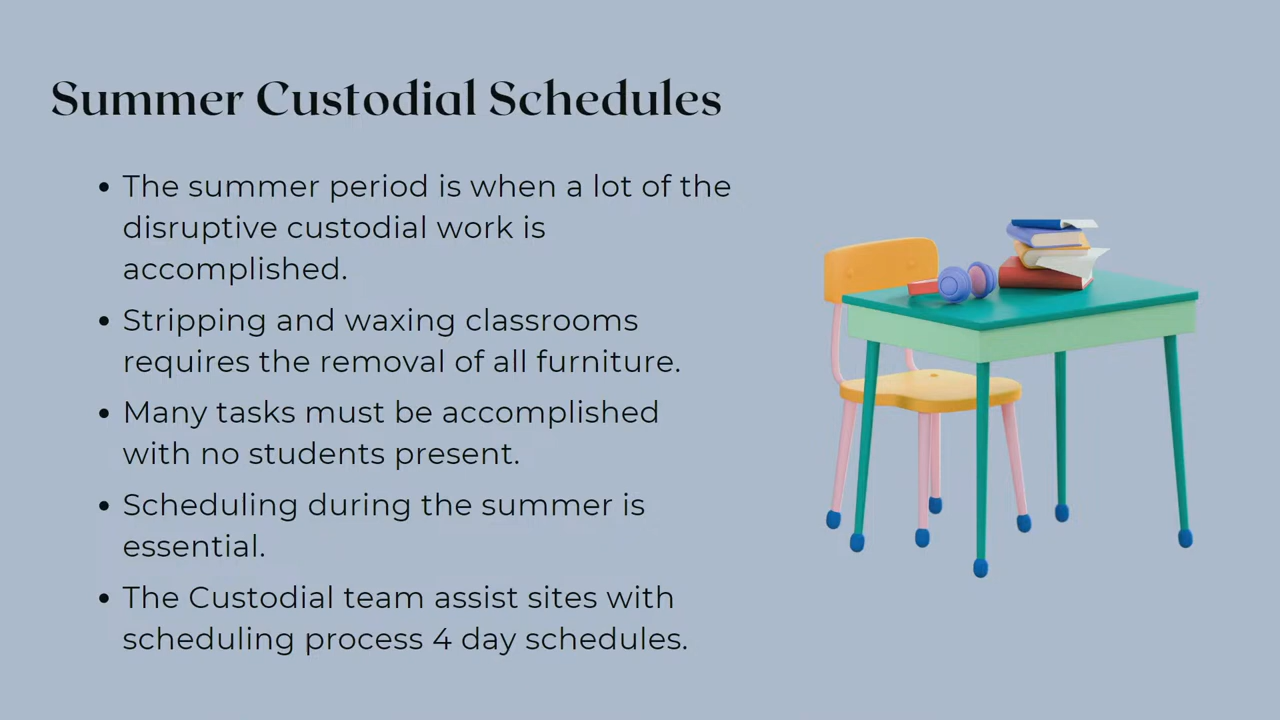 Summer Custodial Schedules
• The summer period is when a lot of the
disruptive custodial work is
accomplished.
• Stripping and waxing classrooms
requires the removal of all furniture.
• Many tasks must be accomplished
with no students present.
• Scheduling during the summer is
essential.
• The Custodial team assist sites with
scheduling process 4 day schedules.